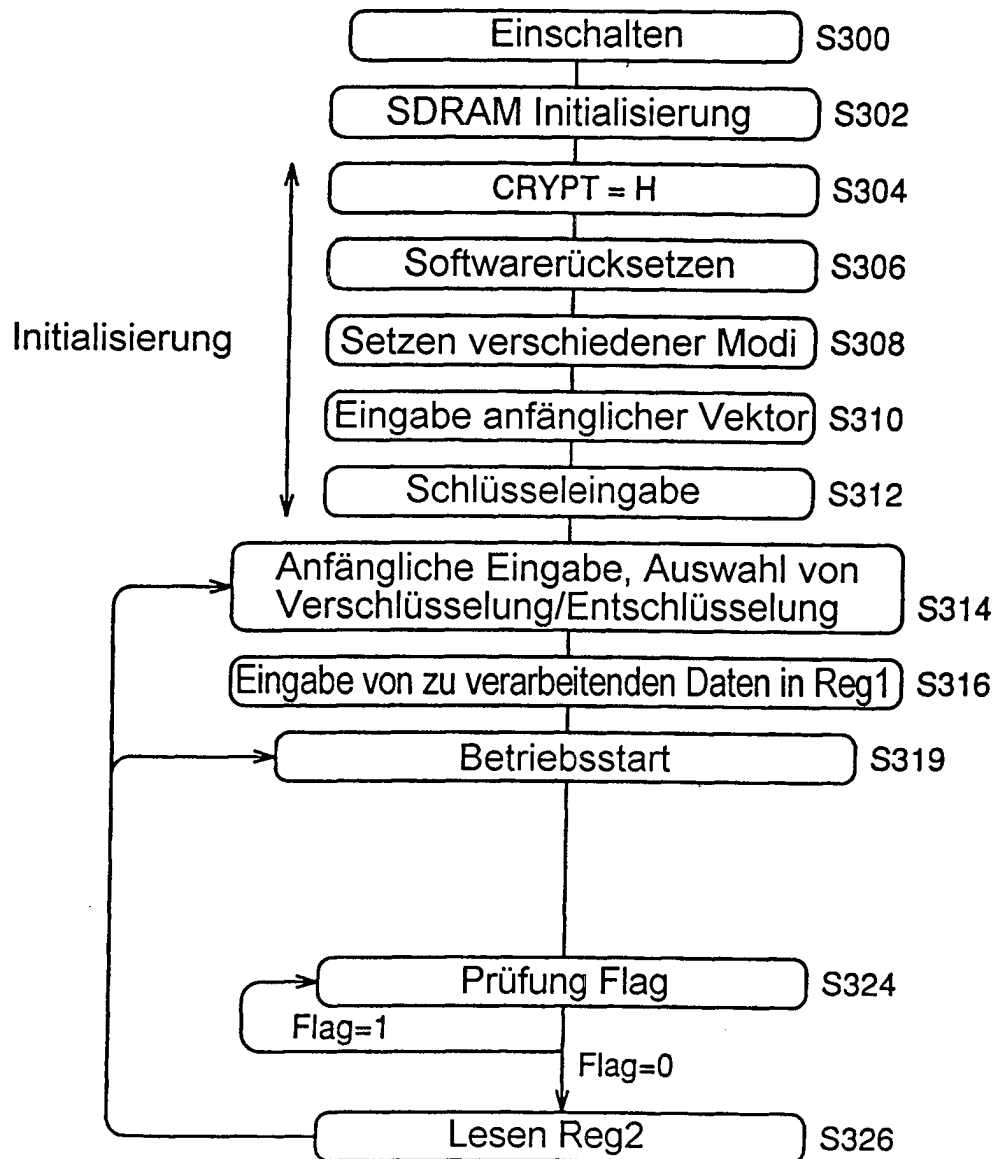 Einschalten S300
SDRAM Initialisierung S302
CRYPT = H S304
Softwarerücksetzen S306
Initialisierung
Setzen verschiedener Modi S308
Eingabe anfänglicher Vektor S310
Schlüsseleingabe S312
Anfängliche Eingabe, Auswahl von
Verschlüsselung/Entschlüsselung S314
Eingabe von zu verarbeitenden Daten in Reg1 S316
Betriebsstart S319
Prüfung Flag S324
Flag=1
Flag=0
Lesen Reg2 S326